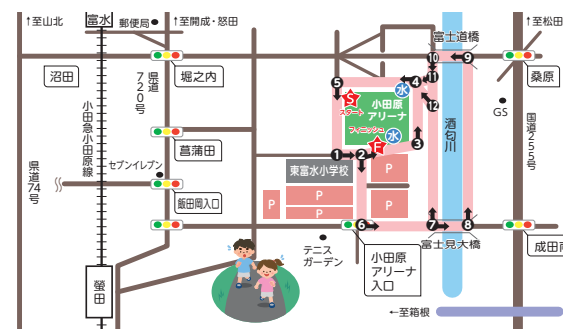 ↑至山北
富水
郵便局
↑至開成・怒田
↑至松田
富士道橋
沼田
県道720号
堀之内
桑原
小田急小田原線
S
スタート
水
小田原
アリーナ
フィニッシュ
水
F
酒匂川
GS
国道255号
菖蒲田
セブンイレブン
県道74号
飯田岡入口
東富水小学校
P
P
P
P
P
1
2
3
4
5
6
7
8
9
10
11
12
テニス
ガーデン
小田原
アリーナ
入口
富士見大橋
成田
螢田
←至箱根